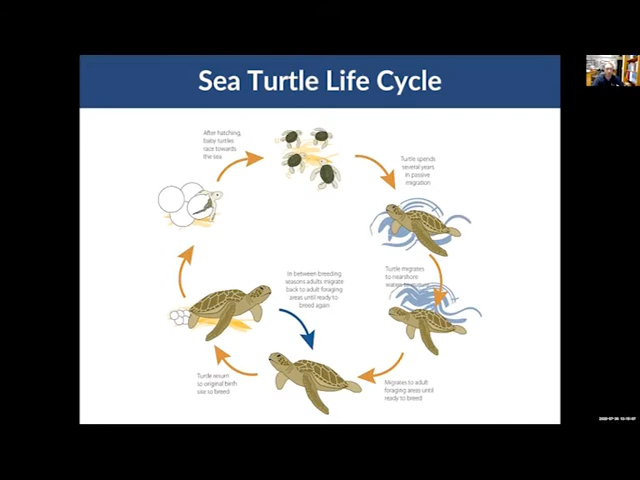 Sea Turtle Life Cycle
After hatching,
baby turtles
race towards
the sea
Turtle spends
several years
in passive
migration
Turtle migrates
to nearshore
In between breeding
seasons adults migrate
back to adult foraging
areas until ready to
breed again
Turtle return
to original birth
site so breed
Migrates to adult
foraging areas until
ready to breed